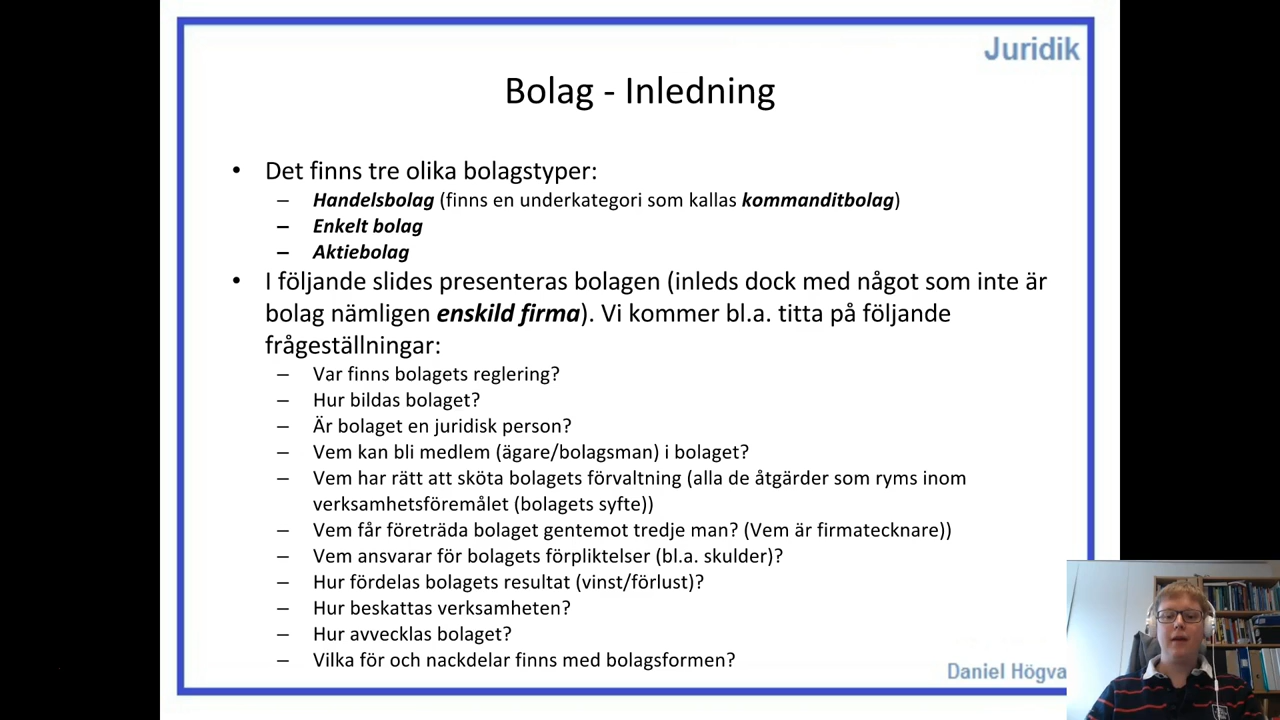 Juridik
Bolag - Inledning
• Det finns tre olika bolagstyper:
– Handelsbolag (finns en underkategori som kallas kommanditbolag)
– Enkelt bolag
– Aktiebolag
• I följande slides presenteras bolagen (inleds dock med något som inte är
bolag nämligen enskild firma). Vi kommer bl.a. titta på följande
frågeställningar:
– Var finns bolagets reglering?
– Hur bildas bolaget?
– Är bolaget en juridisk person?
– Vem kan bli medlem (ägare/bolagsman) i bolaget?
– Vem har rätt att sköta bolagets förvaltning (alla de åtgärder som ryms inom
verksamhetsföremålet (bolagets syfte))
– Vem får företräda bolaget gentemot tredje man? (Vem är firmatecknare))
– Vem ansvarar för bolagets förpliktelser (bl.a. skulder)?
– Hur fördelas bolagets resultat (vinst/förlust)?
– Hur beskattas verksamheten?
– Hur avvecklas bolaget?
– Vilka för och nackdelar finns med bolagsformen?
Daniel Högva